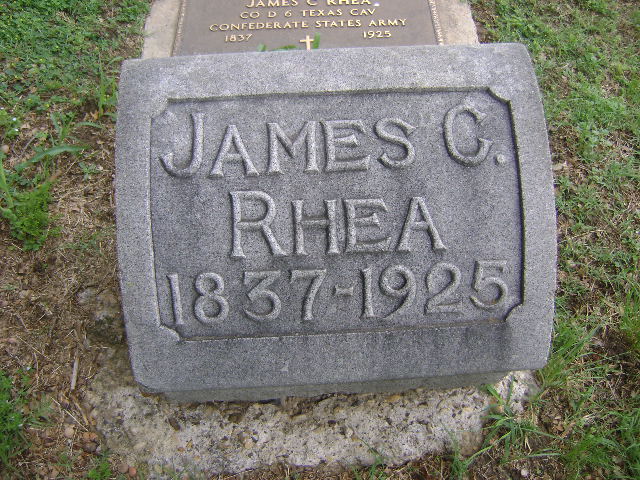 JAMES C RHEA
CO D 6 TEXAS CAV
CONFEDERATE STATES ARMY
1837 1925
JAMES C.
RHEA
1837-1925